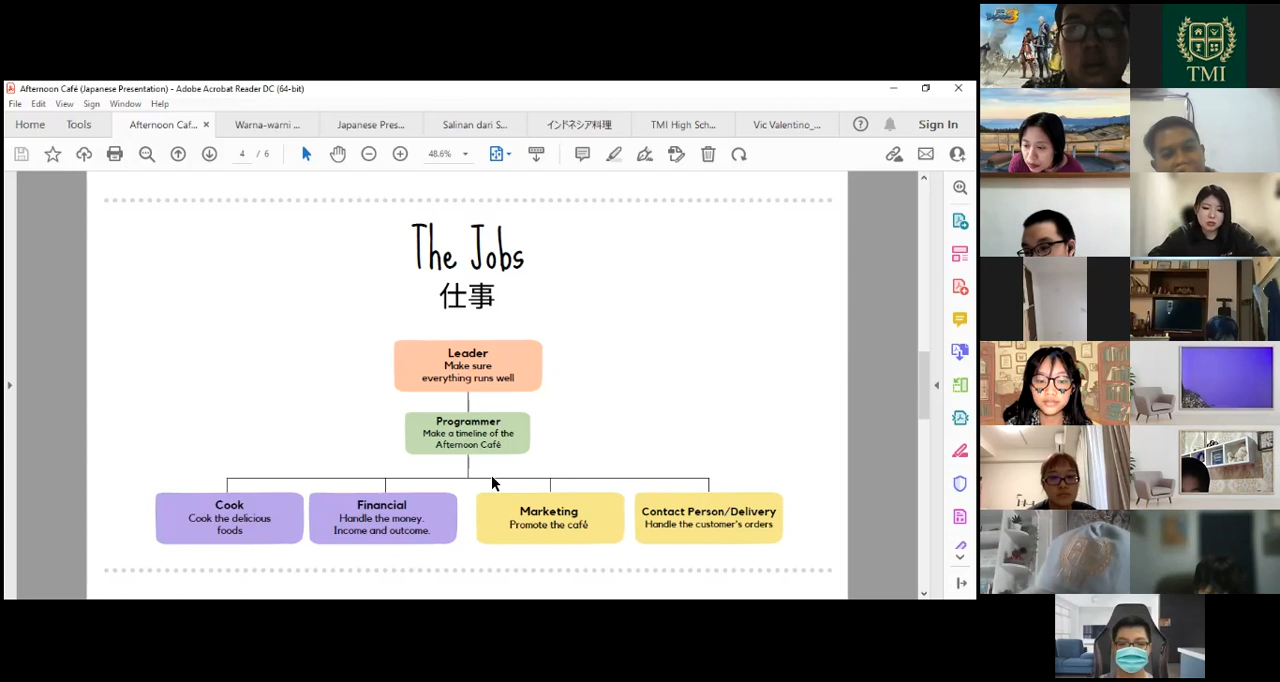 Afternoon Café (Japanese Presentation) - Adobe Acrobat Reader DC (64-bit)
File Edit View Sign Window Help
Home Tools Afternoon Caf... Warna-warni ... Japanese Pres... Salinan dari S... インドネシア料理 TMI High Sch... Vic Valentino_... Sign In
4 / 6 48.6%
The Jobs
仕事
Leader
Make sure
everything runs well
Programmer
Make a timeline of the
Afternoon Cafè
Cook
Cook the delicious
foods
Financial
Handle the money.
Income and outcome.
Marketing
Promote the cafè
Contact Person/Delivery
Handle the customer's orders
TMI